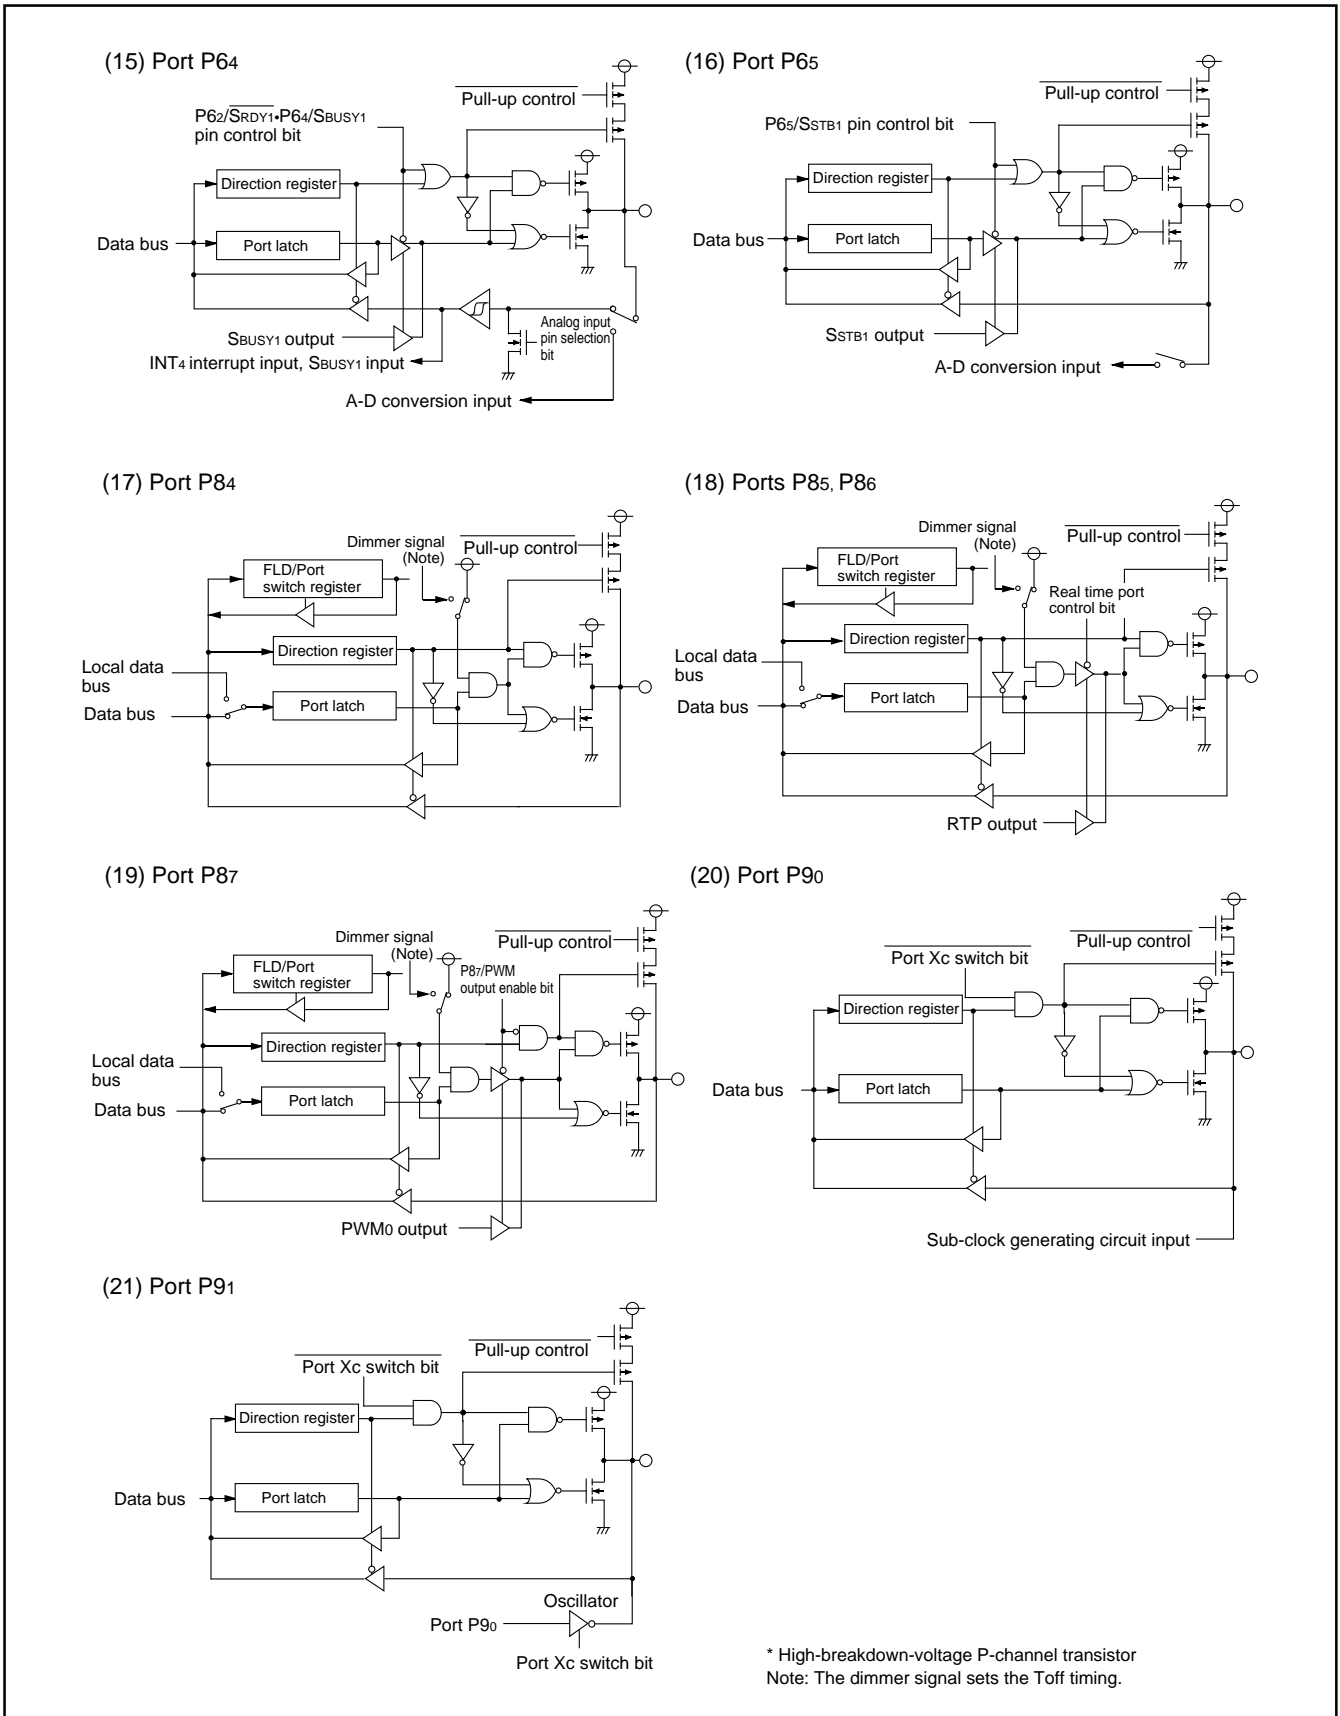 (15) Port P64
Pull-up control
P62/SRDY1•P64/SBUSY1
pin control bit
Direction register
Data bus
Port latch
SBUSY1 output
INT4 interrupt input, SBUSY1 input
Analog input
pin selection
bit
A-D conversion input
(16) Port P65
Pull-up control
P65/SSTB1 pin control bit
Direction register
Data bus
Port latch
SSTB1 output
A-D conversion input
(17) Port P84
Dimmer signal
(Note)
Pull-up control
FLD/Port
switch register
Direction register
Local data
bus
Port latch
Data bus
(18) Ports P85, P86
Dimmer signal
(Note)
Pull-up control
FLD/Port
switch register
Real time port
control bit
Direction register
Local data
bus
Port latch
Data bus
RTP output
(19) Port P87
Dimmer signal
(Note)
Pull-up control
P87/PWM
output enable bit
FLD/Port
switch register
Direction register
Local data
bus
Port latch
Data bus
PWM0 output
(20) Port P90
Pull-up control
Port Xc switch bit
Direction register
Data bus
Port latch
Sub-clock generating circuit input
(21) Port P91
Pull-up control
Port Xc switch bit
Direction register
Data bus
Port latch
Oscillator
Port P90
Port Xc switch bit
* High-breakdown-voltage P-channel transistor
Note: The dimmer signal sets the Toff timing.